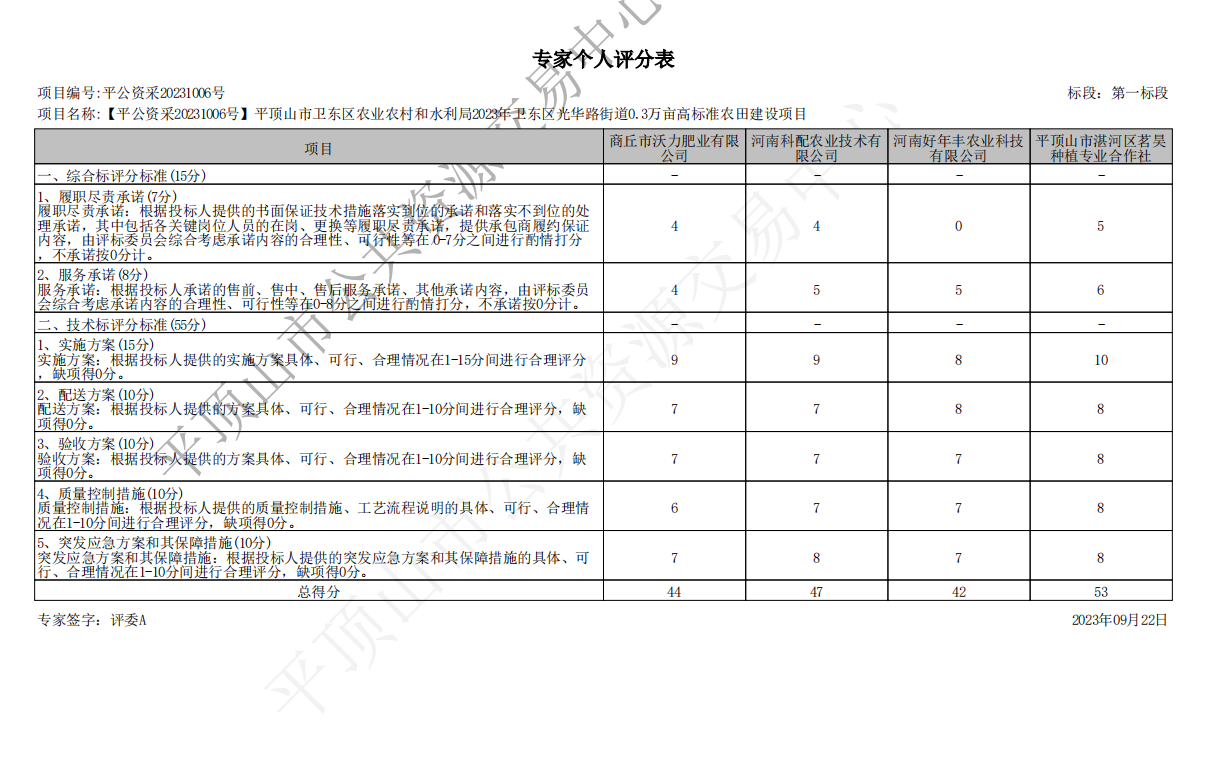 专家个人评分表
项目编号:平公资采20231006号
标段：第一标段
项目名称:【平公资采20231006号】平顶山市卫东区农业农村和水利局2023年卫东区光华路街道0.3万亩高标准农田建设项目
项目 商丘市沃力肥业有限公司 河南科配农业技术有限公司 河南好年丰农业科技有限公司 平顶山市湛河区茗昊种植专业合作社
一、综合标评分标准(15分) – – – –
1、履职尽责承诺(7分)
履职尽责承诺：根据投标人提供的书面保证技术措施落实到位的承诺和落实不到位的处
理承诺，其中包括各关键岗位人员的在岗、更换等履职尽责承诺，提供承包商履约保证
内容，由评标委员会综合考虑承诺内容的合理性、可行性等在 0-7分之间进行酌情打分
，不承诺按0分计。
4 4 0 5
2、服务承诺(8分)
服务承诺：根据投标人承诺的售前、售中、售后服务承诺、其他承诺内容，由评标委员
会综合考虑承诺内容的合理性、可行性等在0-8分之间进行酌情打分，不承诺按0分计。
4 5 5 6
二、技术标评分标准(55分) – – – –
1、实施方案(15分)
实施方案：根据投标人提供的实施方案具体、可行、合理情况在1-15分间进行合理评分
，缺项得0分。
9 9 8 10
2、配送方案(10分)
配送方案：根据投标人提供的方案具体、可行、合理情况在1-10分间进行合理评分，缺
项得0分。
7 7 8 8
3、验收方案(10分)
验收方案：根据投标人提供的方案具体、可行、合理情况在1-10分间进行合理评分，缺
项得0分。
7 7 7 8
4、质量控制措施(10分)
质量控制措施：根据投标人提供的质量控制措施、工艺流程说明的具体、可行、合理情
况在1-10分间进行合理评分，缺项得0分。
6 7 7 8
5、突发应急方案和其保障措施(10分)
突发应急方案和其保障措施：根据投标人提供的突发应急方案和其保障措施的具体、可
行、合理情况在1-10分间进行合理评分，缺项得0分。
7 8 7 8
总得分 44 47 42 53
专家签字：评委A
2023年09月22日
平顶山市公共资源交易中心
平顶山市公共资源交易中心